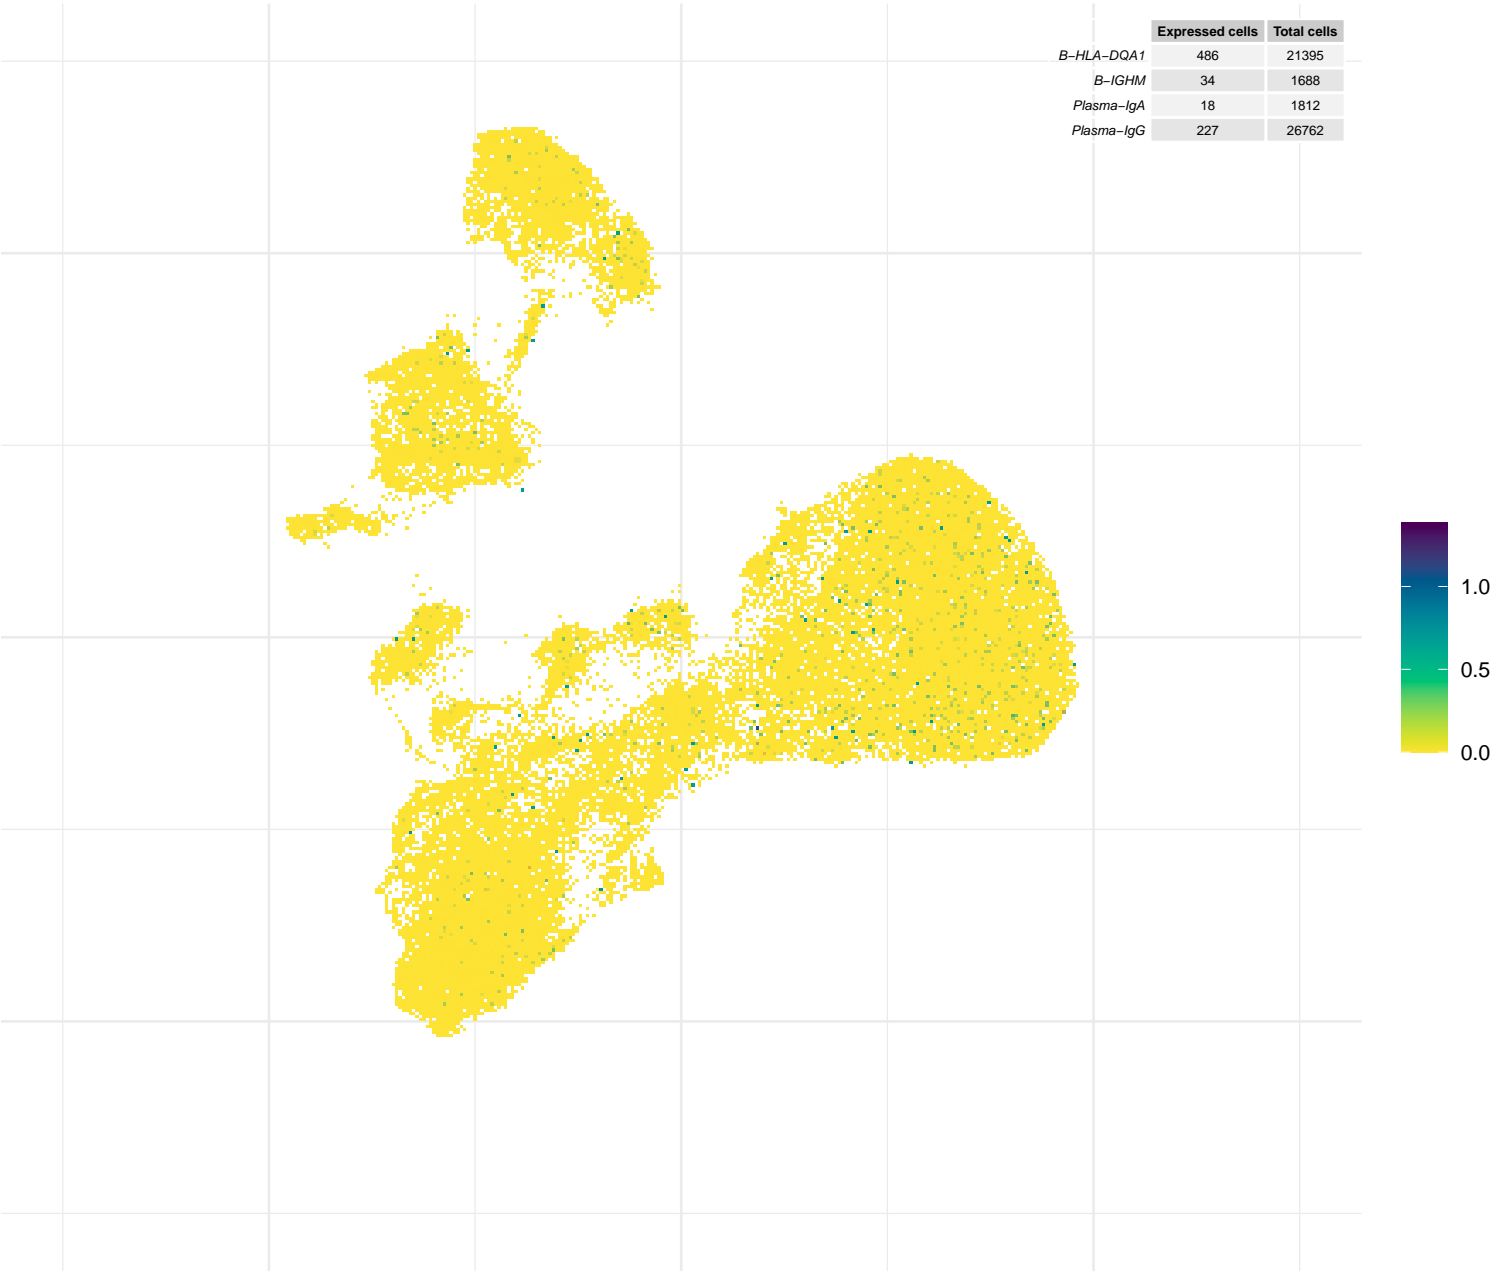 Expressed cells Total cells
B−HLA−DQA1 486 21395
B−IGHM 34 1688
Plasma−IgA 18 1812
Plasma−IgG 227 26762
1.0
0.5
0.0